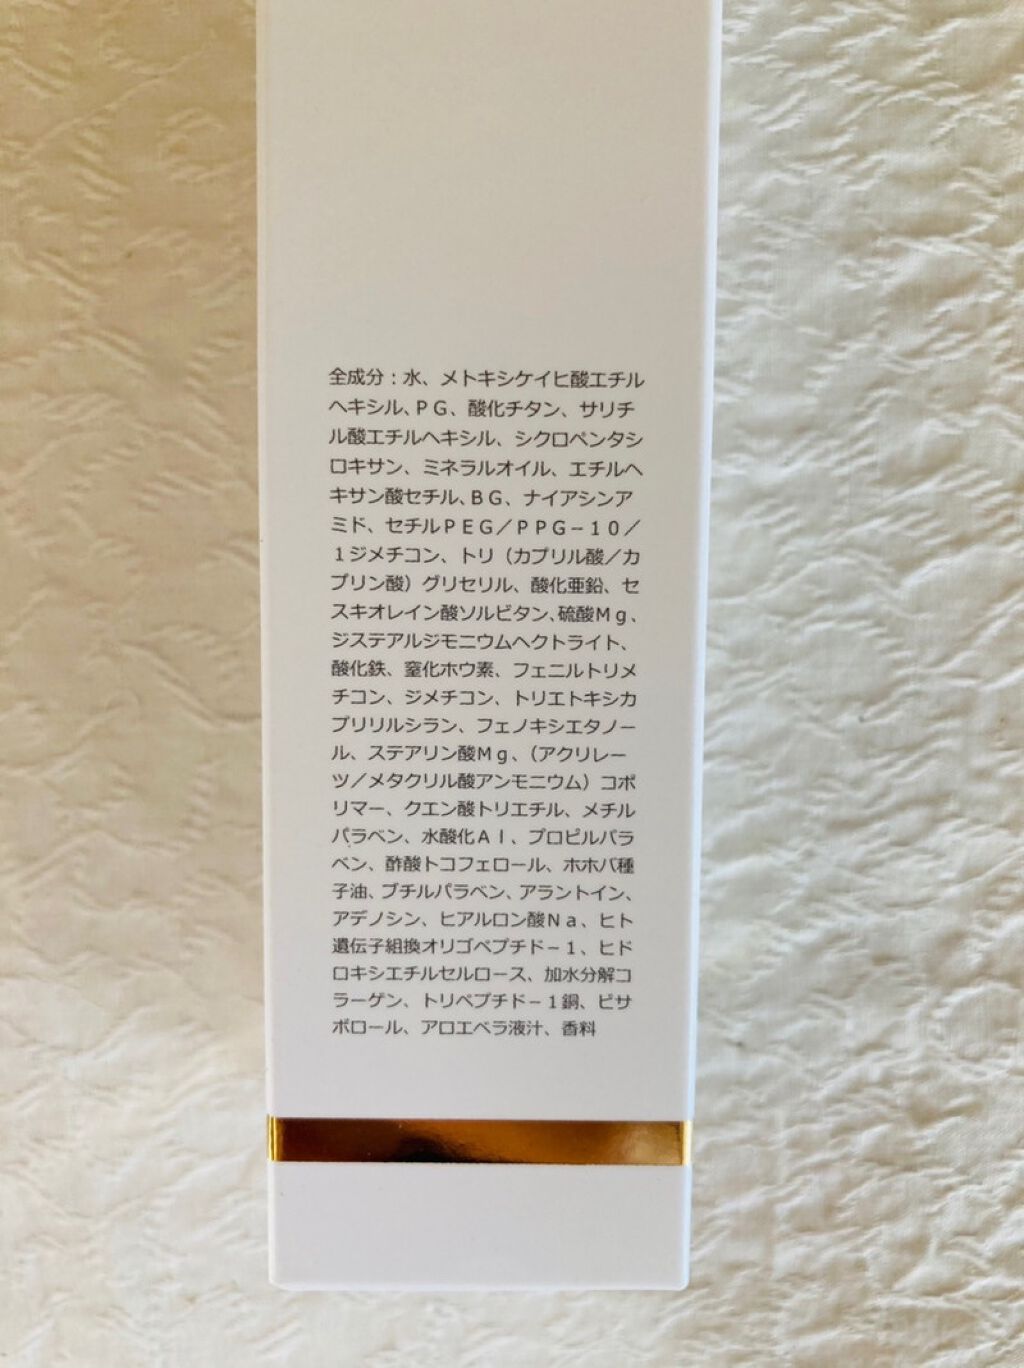 全成分：水、メトキシケイヒ酸エチル
ヘキシル、ＰＧ、酸化チタン、サリチ
ル酸エチルヘキシル、シクロペンタシ
ロキサン、ミネラルオイル、エチルヘ
キサン酸セチル、ＢＧ、ナイアシンア
ミド、セチルＰＥＧ／ＰＰＧ－１０／
１ジメチコン、トリ（カプリル酸／カ
プリン酸）グリセリル、酸化亜鉛、セ
スキオレイン酸ソルビタン、硫酸Ｍｇ、
ジステアルジモニウムヘクトライト、
酸化鉄、窒化ホウ素、フェニルトリメ
チコン、ジメチコン、トリエトキシカ
プリリルシラン、フェノキシエタノー
ル、ステアリン酸Ｍｇ、（アクリレー
ツ／メタクリル酸アンモニウム）コポ
リマー、クエン酸トリエチル、メチル
パラベン、水酸化Ａｌ、プロピルパラ
ベン、酢酸トコフェロール、ホホバ種
子油、ブチルパラベン、アラントイン、
アデノシン、ヒアルロン酸Ｎａ、ヒト
遺伝子組換オリゴペプチド－１、ヒド
ロキシエチルセルロース、加水分解コ
ラーゲン、トリペプチド－１銅、ビサ
ボロール、アロエベラ液汁、香料